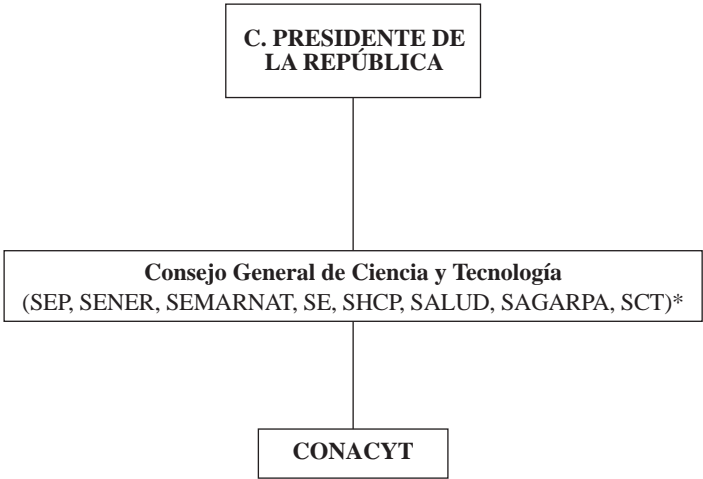 C. PRESIDENTE DE
LA REPÚBLICA
Consejo General de Ciencia y Tecnología
(SEP, SENER, SEMARNAT, SE, SHCP, SALUD, SAGARPA, SCT)*
CONACYT